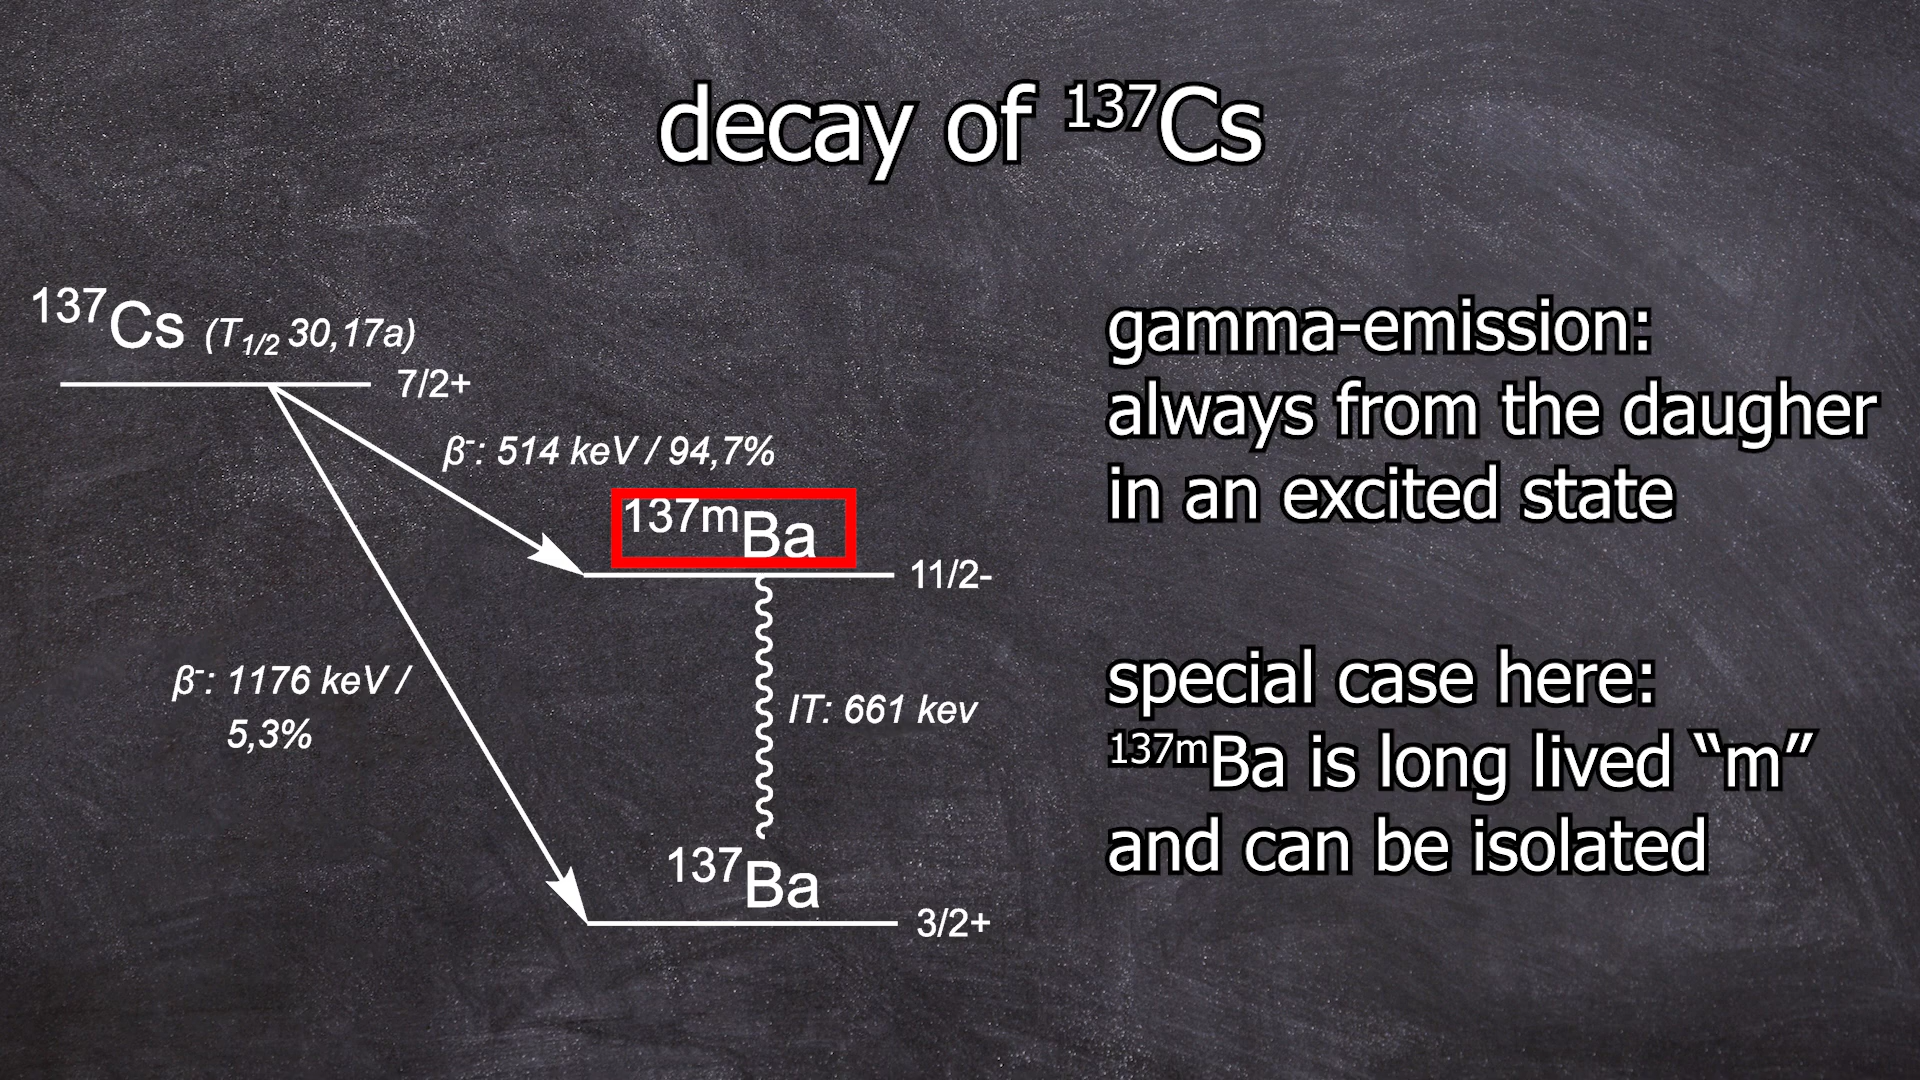 decay of ¹³⁷Cs
¹³⁷Cs (T₁/₂ 30,17a)
7/2+
β⁻: 514 keV / 94,7%
¹³⁷ᵐBa
11/2-
β⁻: 1176 keV /
5,3%
IT: 661 kev
¹³⁷Ba
3/2+
gamma-emission:
always from the daugher
in an excited state
special case here:
¹³⁷ᵐBa is long lived “m”
and can be isolated